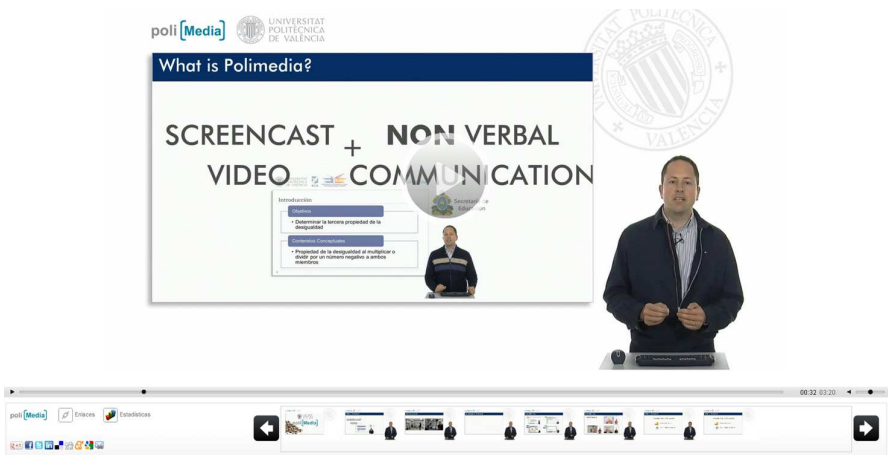 poli[Media]
UNIVERSITAT
POLITÈCNICA
DE VALÈNCIA
What is Polimedia?
SCREENCAST + NON VERBAL
VIDEO COMMUNICATION
Introducción
Objetivos
• Determinar la tercera propiedad de la
desigualdad
Contenidos Conceptuales
• Propiedad de la desigualdad al multiplicar o
dividir por un número negativo a ambos
miembros
00:32 03:20
poli[Media]
Enlaces
Estadísticas